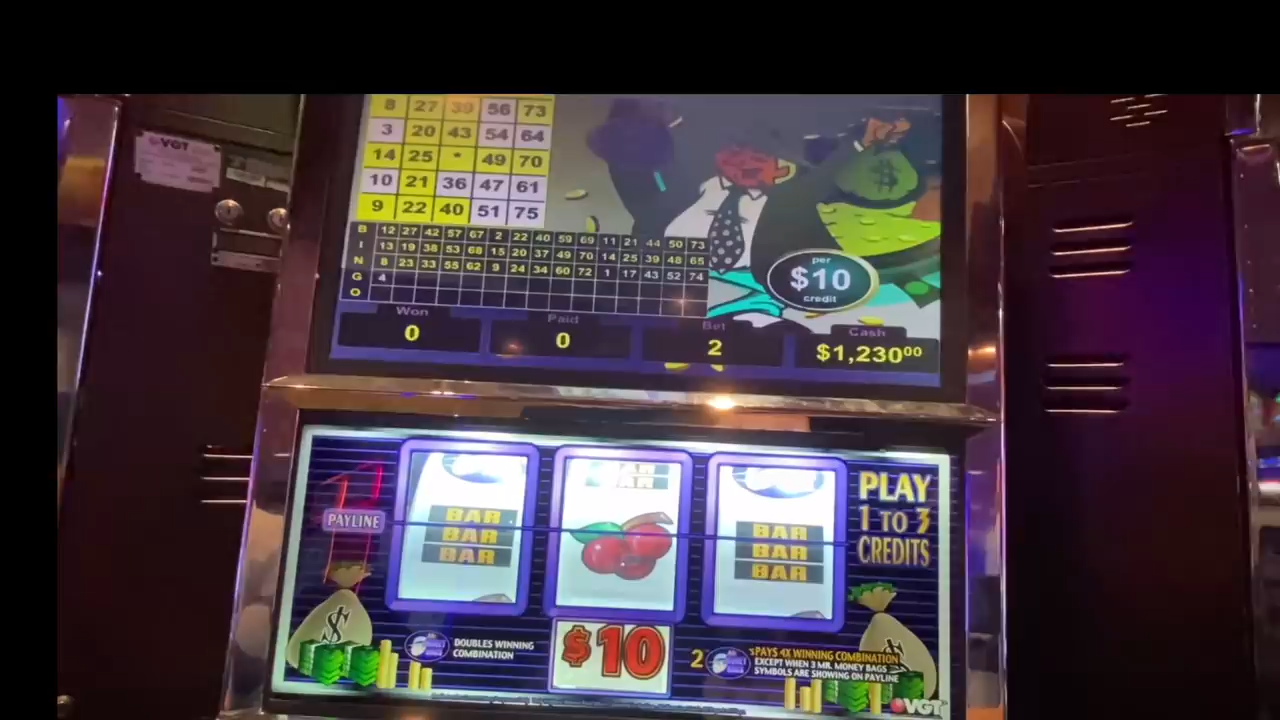 VGT
8 27 39 56 73
3 20 43 54 64
14 25 * 49 70
10 21 36 47 61
9 22 40 51 75
B 12 27 42 57 67 2 22 40 59 69 11 21 44 50 73
I 13 19 38 53 68 15 20 37 49 70 14 25 39 48 65
N 8 23 33 55 62 9 24 34 60 72 1 17 43 52 74
G 4
O
per
$10
credit
Won
0
Paid
0
Bet
2
Cash
$1,230⁰⁰
BAR
BAR
BAR
BAR
BAR
BAR
BAR
BAR
PAYLINE
PLAY
1 TO 3
CREDITS
$
DOUBLES WINNING
COMBINATION
$10
2
'S PAYS 4X WINNING COMBINATION
EXCEPT WHEN 3 MR. MONEY BAGS
SYMBOLS ARE SHOWING ON PAYLINE
VGT